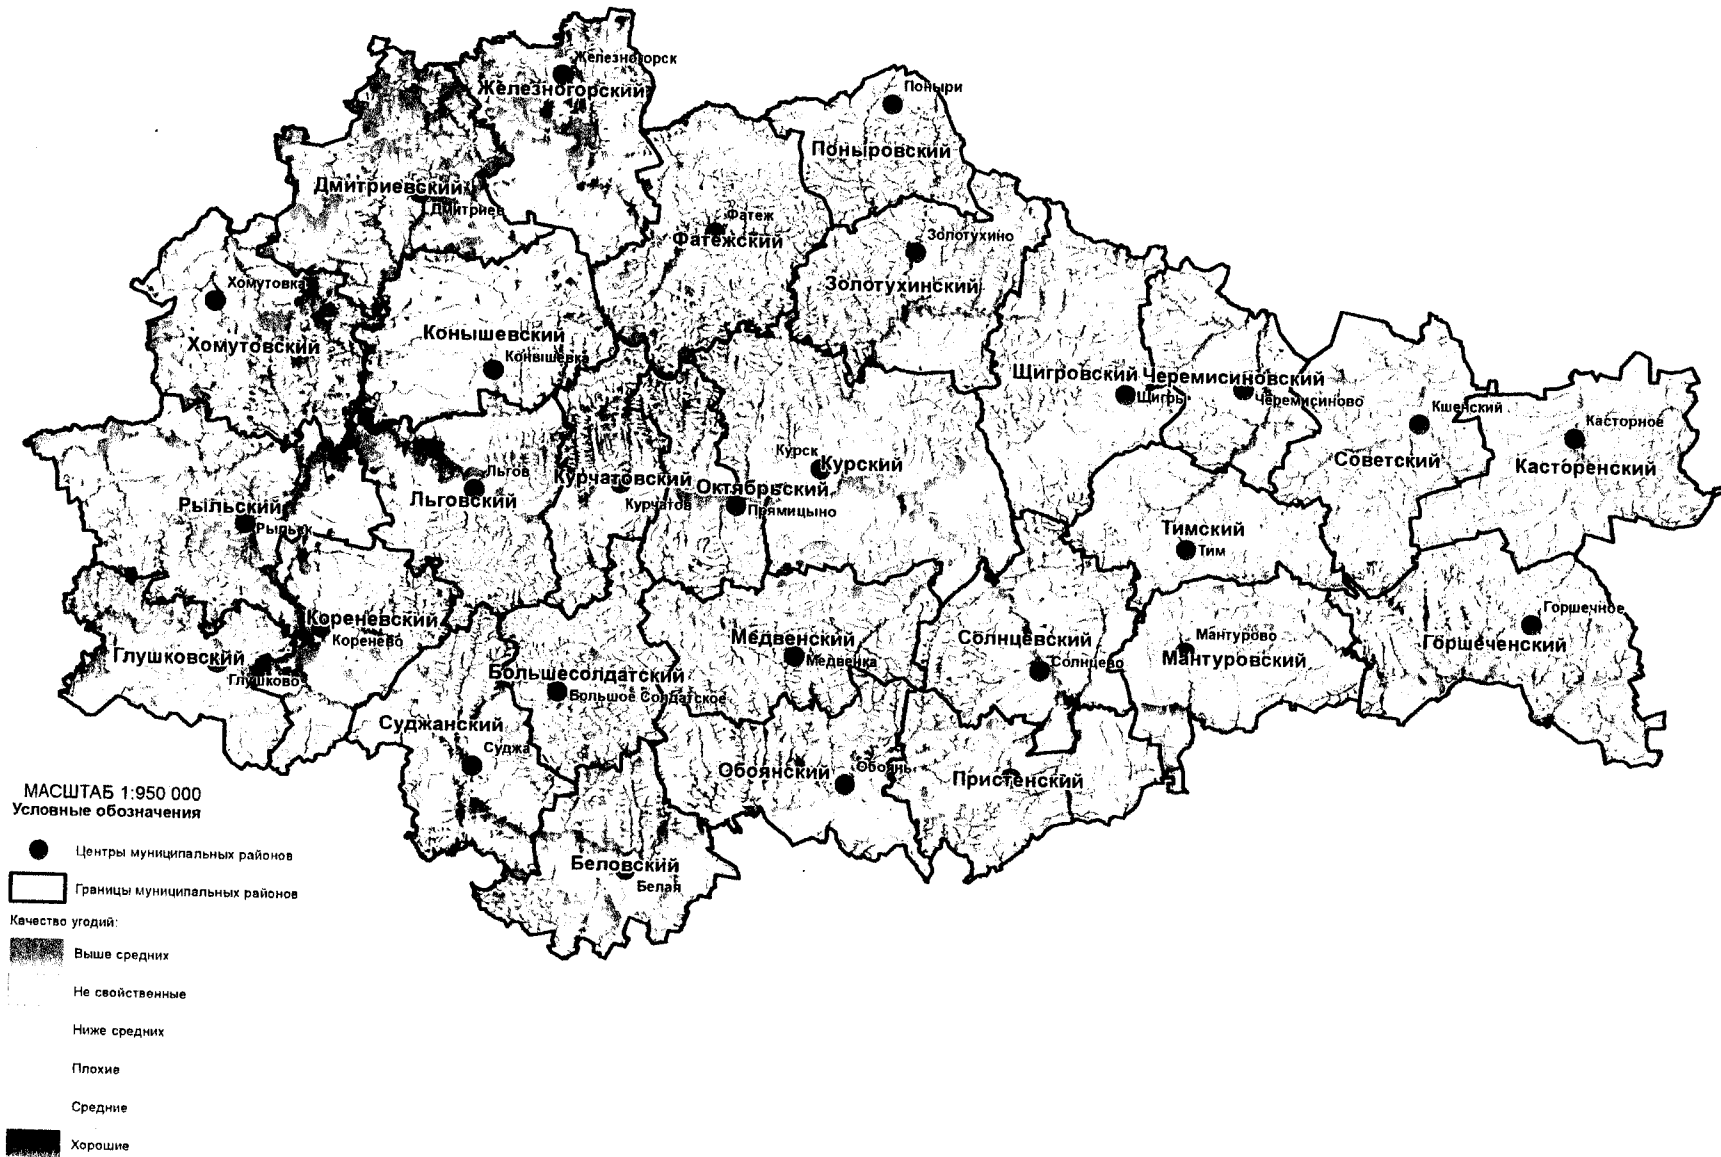 Железногорск
Железногорский
Поныри
Поныровский
Дмитриевский
Дмитриев
Фатеж
Фатежский
Золотухино
Золотухинский
Хомутовка
Хомутовский
Конышевский
Конышевка
Щигровский
Щигры
Черемисиновский
Черемисиново
Кшенский
Советский
Касторное
Касторенский
Курск
Курский
Льгов
Льговский
Курчатовский
Курчатов
Октябрьский
Прямицыно
Рыльский
Рыльск
Тимский
Тим
Кореневский
Коренево
Глушковский
Глушково
Медвенский
Медвенка
Солнцевский
Солнцево
Мантурово
Мантуровский
Горшечное
Горшеченский
Большесолдатский
Большое Солдатское
Суджанский
Суджа
Обоянский
Обоянь
Пристенский
Беловский
Белая
МАСШТАБ 1:950 000
Условные обозначения
Центры муниципальных районов
Границы муниципальных районов
Качество угодий:
Выше средних
Не свойственные
Ниже средних
Плохие
Средние
Хорошие